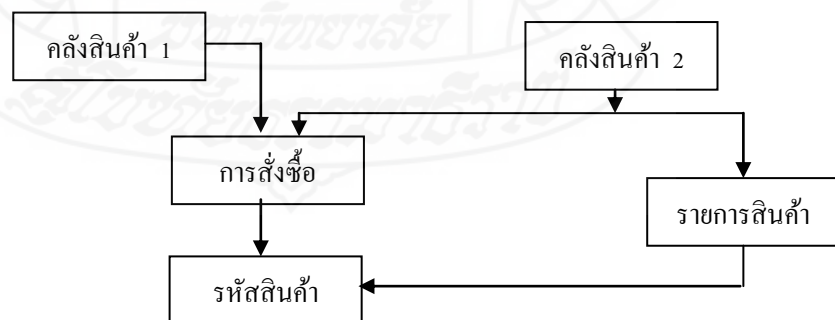 คลังสินค้า 1
คลังสินค้า 2
การสั่งซื้อ
รายการสินค้า
รหัสสินค้า